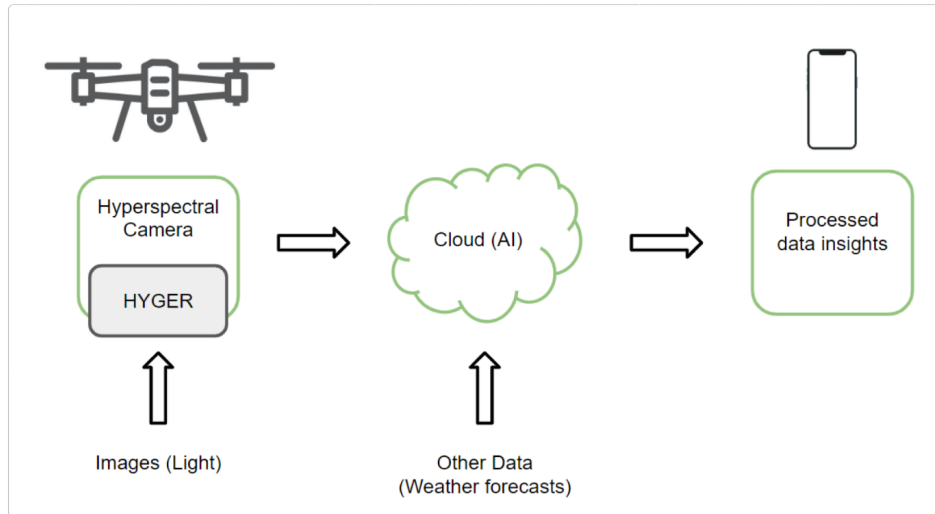 Hyperspectral
Camera
HYGER
Cloud (AI)
Processed
data insights
Images (Light)
Other Data
(Weather forecasts)